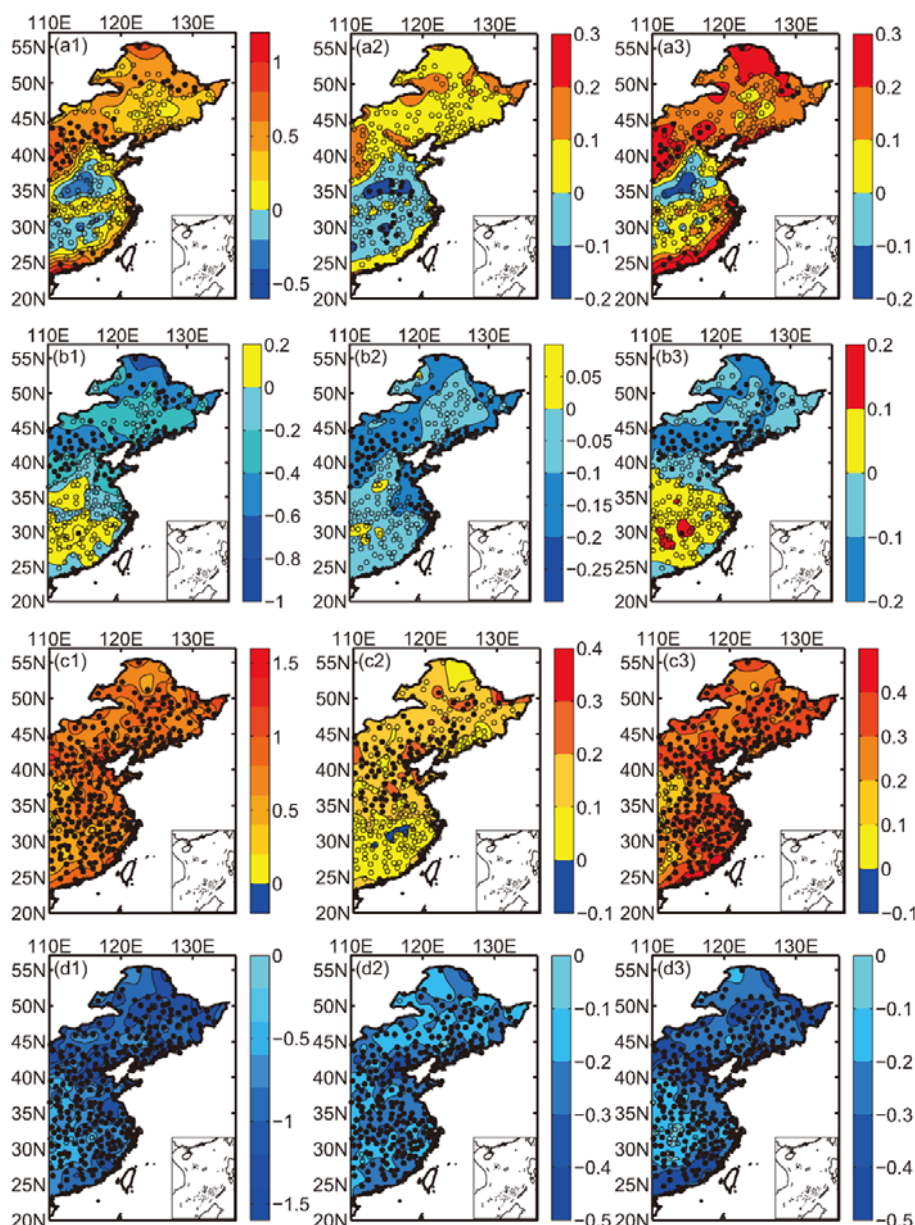 110E 120E 130E 110E 120E 130E 110E 120E 130E
(a1) (a2) (a3)
55N 50N 45N 40N 35N 30N 25N 20N
1 0.5 0 −0.5
55N 50N 45N 40N 35N 30N 25N 20N
0.3 0.2 0.1 0 −0.1 −0.2
55N 50N 45N 40N 35N 30N 25N 20N
0.3 0.2 0.1 0 −0.1 −0.2
110E 120E 130E 110E 120E 130E 110E 120E 130E
(b1) (b2) (b3)
55N 50N 45N 40N 35N 30N 25N 20N
0.2 0 −0.2 −0.4 −0.6 −0.8 −1
55N 50N 45N 40N 35N 30N 25N 20N
0.05 0 −0.05 −0.1 −0.15 −0.2 −0.25
55N 50N 45N 40N 35N 30N 25N 20N
0.2 0.1 0 −0.1 −0.2
110E 120E 130E 110E 120E 130E 110E 120E 130E
(c1) (c2) (c3)
55N 50N 45N 40N 35N 30N 25N 20N
1.5 1 0.5 0
55N 50N 45N 40N 35N 30N 25N 20N
0.4 0.3 0.2 0.1 0 −0.1
55N 50N 45N 40N 35N 30N 25N 20N
0.4 0.3 0.2 0.1 0 −0.1
110E 120E 130E 110E 120E 130E 110E 120E 130E
(d1) (d2) (d3)
55N 50N 45N 40N 35N 30N 25N 20N
0 −0.5 −1 −1.5
55N 50N 45N 40N 35N 30N 25N 20N
0 −0.1 −0.2 −0.3 −0.4 −0.5
55N 50N 45N 40N 35N 30N 25N 20N
0 −0.1 −0.2 −0.3 −0.4 −0.5